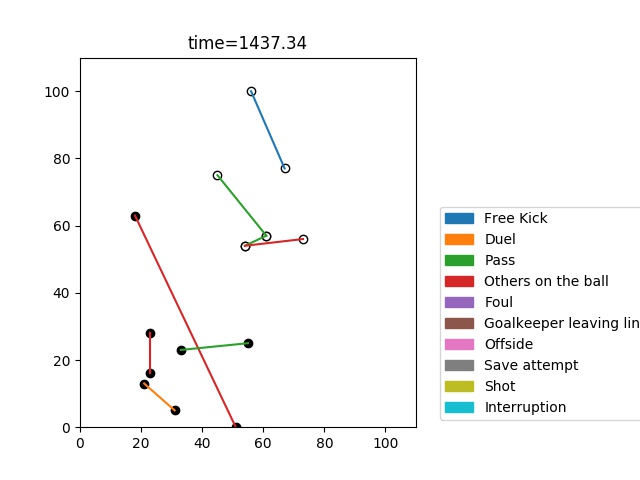 time=1437.34
100
80
60
40
20
0
0 20 40 60 80 100
Free Kick
Duel
Pass
Others on the ball
Foul
Goalkeeper leaving lin
Offside
Save attempt
Shot
Interruption